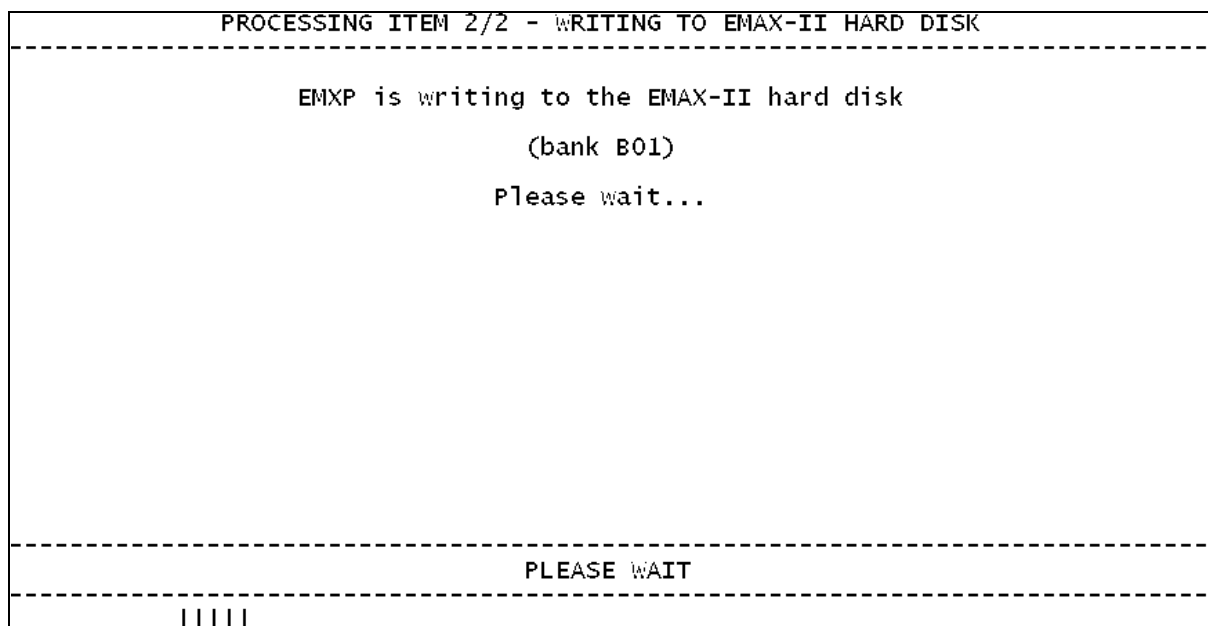 PROCESSING ITEM 2/2 - WRITING TO EMAX-II HARD DISK
EMXP is writing to the EMAX-II hard disk
(bank B01)
Please wait...
PLEASE WAIT
|||||